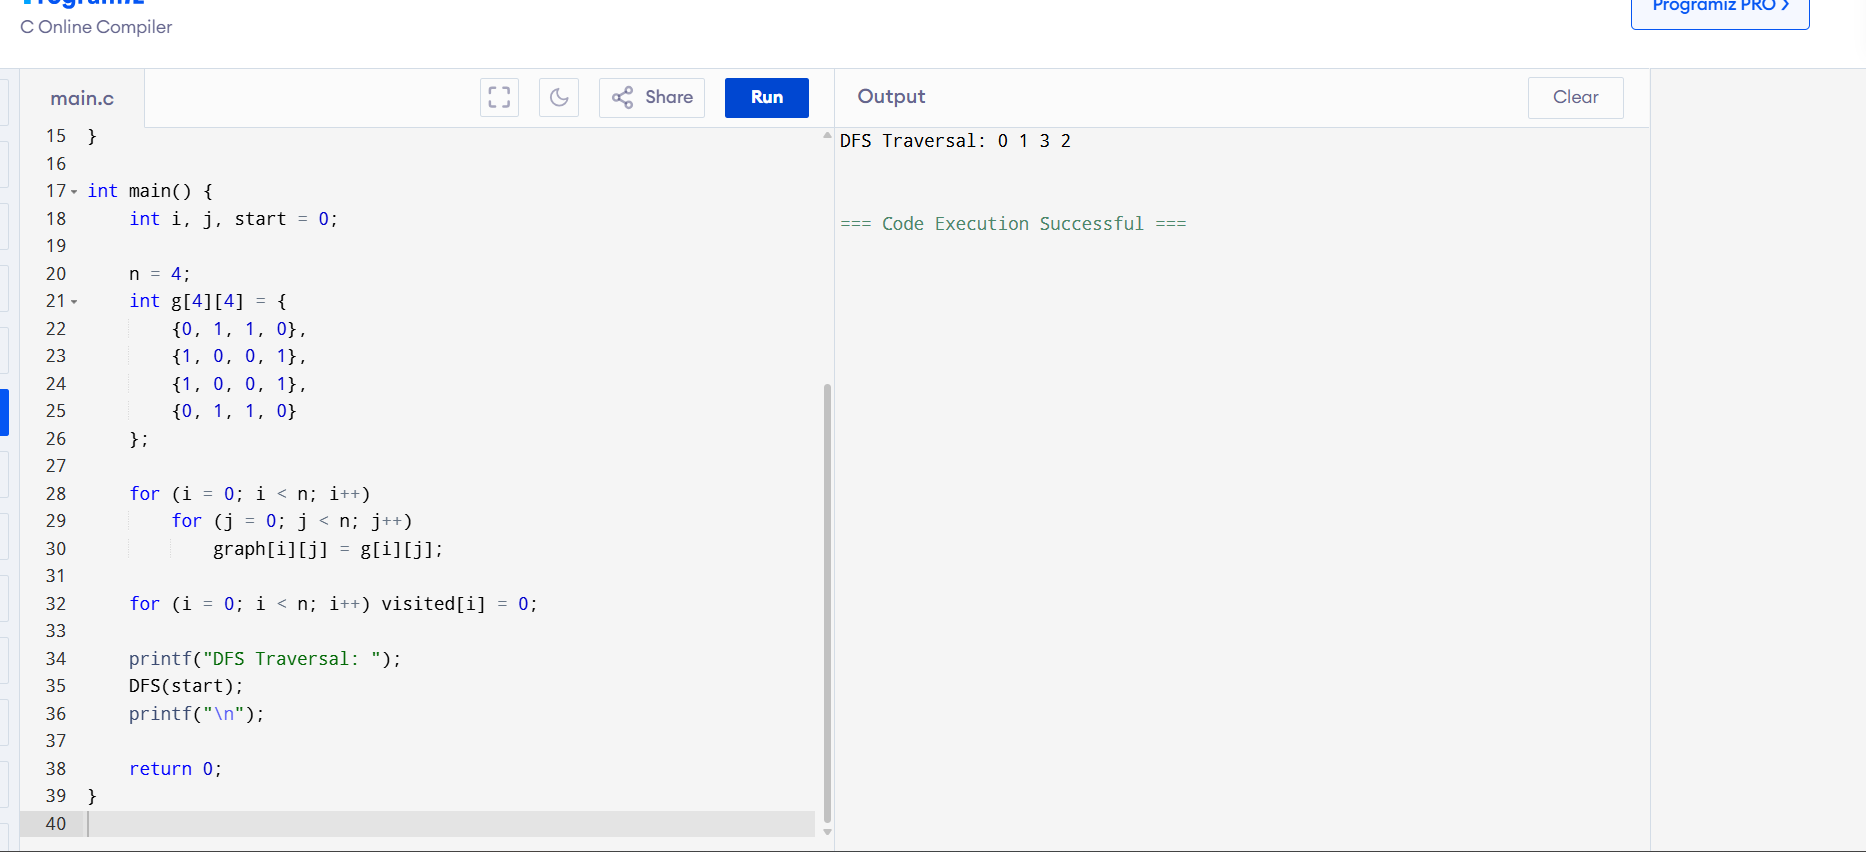 Programiz
C Online Compiler
Programiz PRO
main.c
Share
Run
Output
Clear
15 }
16
17 int main() {
18     int i, j, start = 0;
19
20     n = 4;
21     int g[4][4] = {
22         {0, 1, 1, 0},
23         {1, 0, 0, 1},
24         {1, 0, 0, 1},
25         {0, 1, 1, 0}
26     };
27
28     for (i = 0; i < n; i++)
29         for (j = 0; j < n; j++)
30             graph[i][j] = g[i][j];
31
32     for (i = 0; i < n; i++) visited[i] = 0;
33
34     printf("DFS Traversal: ");
35     DFS(start);
36     printf("\n");
37
38     return 0;
39 }
40
DFS Traversal: 0 1 3 2
=== Code Execution Successful ===